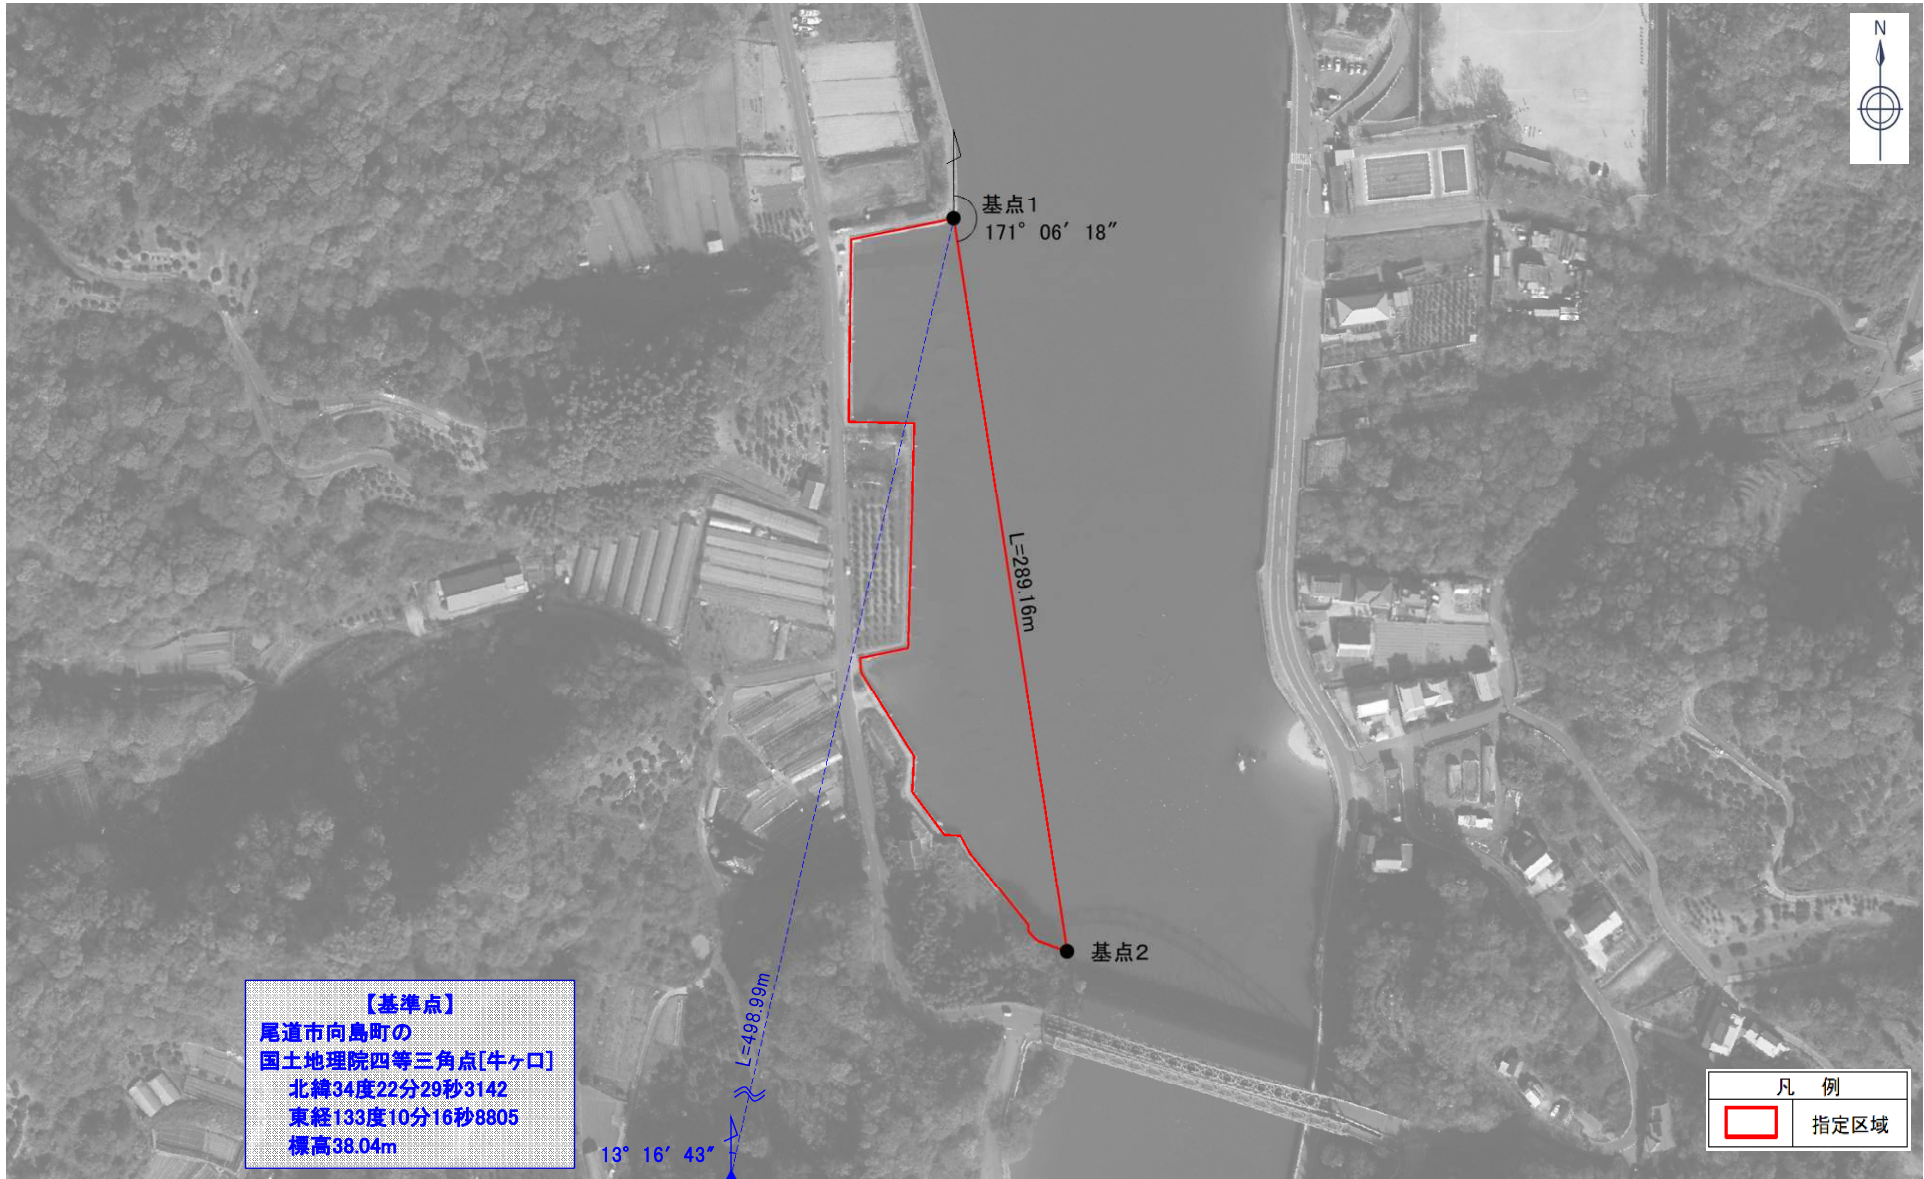 N
基点1
171° 06′ 18″
L=289.16m
基点2
L=498.99m
【基準点】
尾道市向島町の
国土地理院四等三角点[牛ヶ口]
北緯34度22分29秒3142
東経133度10分16秒8805
標高38.04m
13° 16′ 43″
凡 例
指定区域